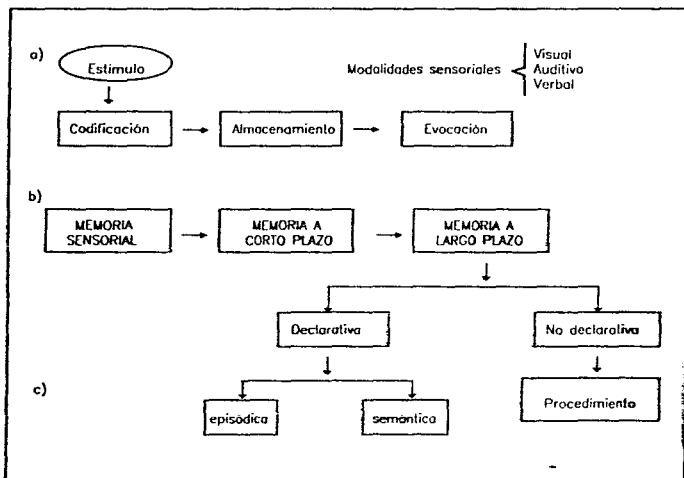 a)
Estímulo
Modalidades sensoriales
Visual
Auditivo
Verbal
Codificación
Almacenamiento
Evocación
b)
MEMORIA
SENSORIAL
MEMORIA A
CORTO PLAZO
MEMORIA A
LARGO PLAZO
Declarativa
No declarativa
c)
episódica
semántica
Procedimiento